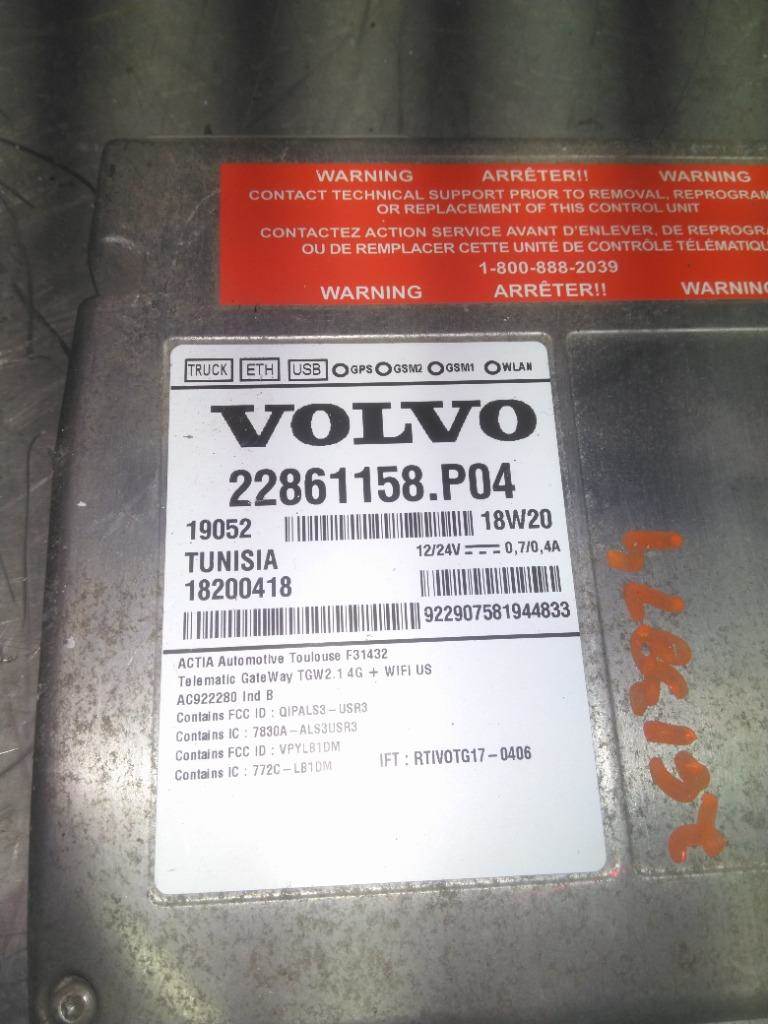 WARNING ARRÊTER!! WARNING
CONTACT TECHNICAL SUPPORT PRIOR TO REMOVAL, REPROGRAM
OR REPLACEMENT OF THIS CONTROL UNIT
CONTACTEZ ACTION SERVICE AVANT D'ENLEVER, DE REPROGRA
OU DE REMPLACER CETTE UNITÉ DE CONTRÔLE TÉLÉMATIQU
1-800-888-2039
WARNING ARRÊTER!! WARNING
TRUCK ETH USB GPS GSM2 GSM1 WLAN
VOLVO
22861158.P04
19052 18W20
TUNISIA 12/24V 0,7/0,4A
18200418
922907581944833
ACTIA Automotive Toulouse F31432
Telematic GateWay TGW2.1 4G + WIFI US
AC922280 Ind B
Contains FCC ID : QIPALS3-USR3
Contains IC : 7830A-ALS3USR3
Contains FCC ID : VPYLB1DM
Contains IC : 772C-LB1DM IFT : RTIVOTG17-0406